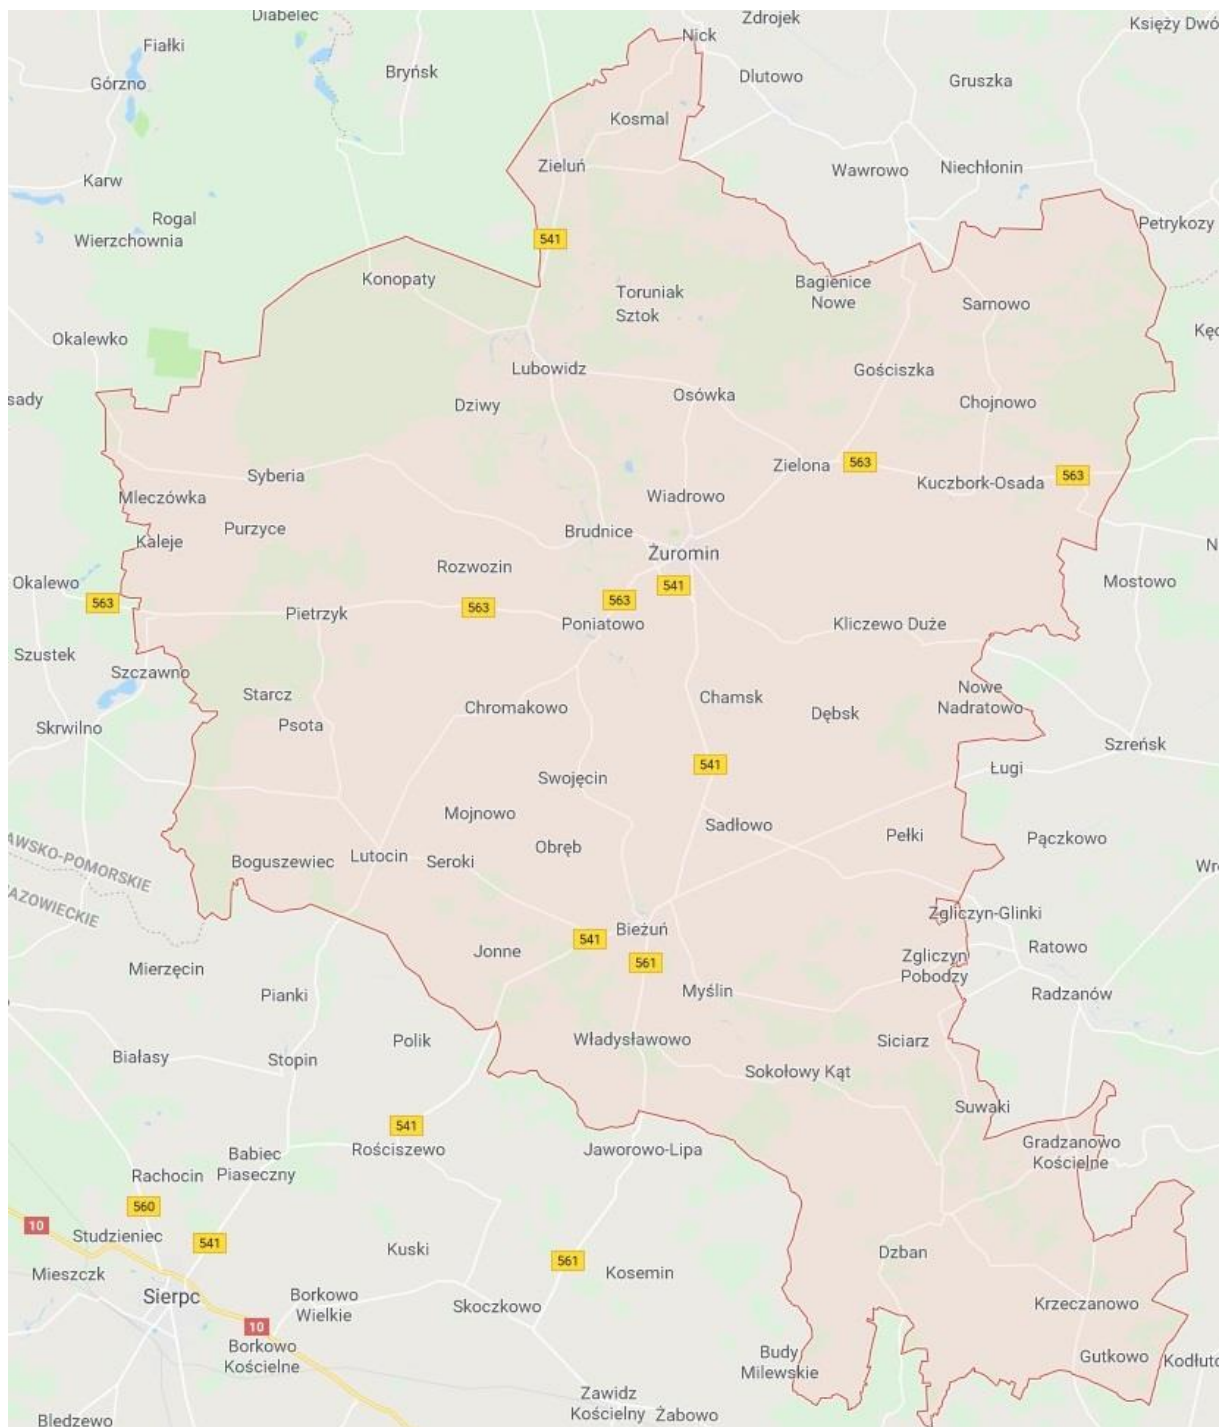 Diabelec
Zdrojek
Księży Dwó
Fiałki
Nick
Bryńsk
Dlutowo
Gruszka
Górzno
Kosmal
Zieluń
Wawrowo
Niechłonin
Karw
Rogal
Wierzchownia
Petrykozy
541
Konopaty
Bagienice
Nowe
Toruniak
Sztok
Sarnowo
Okalewko
Kęc
Lubowidz
Gościszka
sady
Dziwy
Osówka
Chojnowo
Zielona
563
563
Syberia
Kuczbork-Osada
Mleczówka
Wiadrowo
Purzyce
Brudnice
Kaleje
Żuromin
N
Rozwozin
Okalewo
541
Mostowo
563
563
563
Pietrzyk
Poniatowo
Kliczewo Duże
Szustek
Szczawno
Starcz
Chamsk
Nowe
Nadratowo
Psota
Chromakowo
Dębsk
Skrwilno
Szreńsk
541
Ługi
Swojęcin
Mojnowo
Sadłowo
Pełki
Pączkowo
AWSKO-POMORSKIE
AZOWIECKIE
Obręb
Boguszewiec
Lutocin
Seroki
Wr
Zgliczyn-Glinki
Bieżuń
541
Jonne
Ratowo
561
Zgliczyn
Pobodzy
Mierzęcin
Pianki
Myślin
Radzanów
Polik
Władysławowo
Siciarz
Białasy
Stopin
Sokołowy Kąt
Suwaki
541
Rościszewo
Jaworowo-Lipa
Gradzanowo
Kościelne
Babiec
Piaseczny
Rachocin
560
10
Studzieniec
541
Kuski
561
Dzban
Mieszczk
Kosemin
Sierpc
Borkowo
Wielkie
Skoczkowo
Krzeczanowo
10
Borkowo
Kościelne
Budy
Milewskie
Gutkowo
Kodłuto
Zawidz
Kościelny
Żabowo
Bledzewo